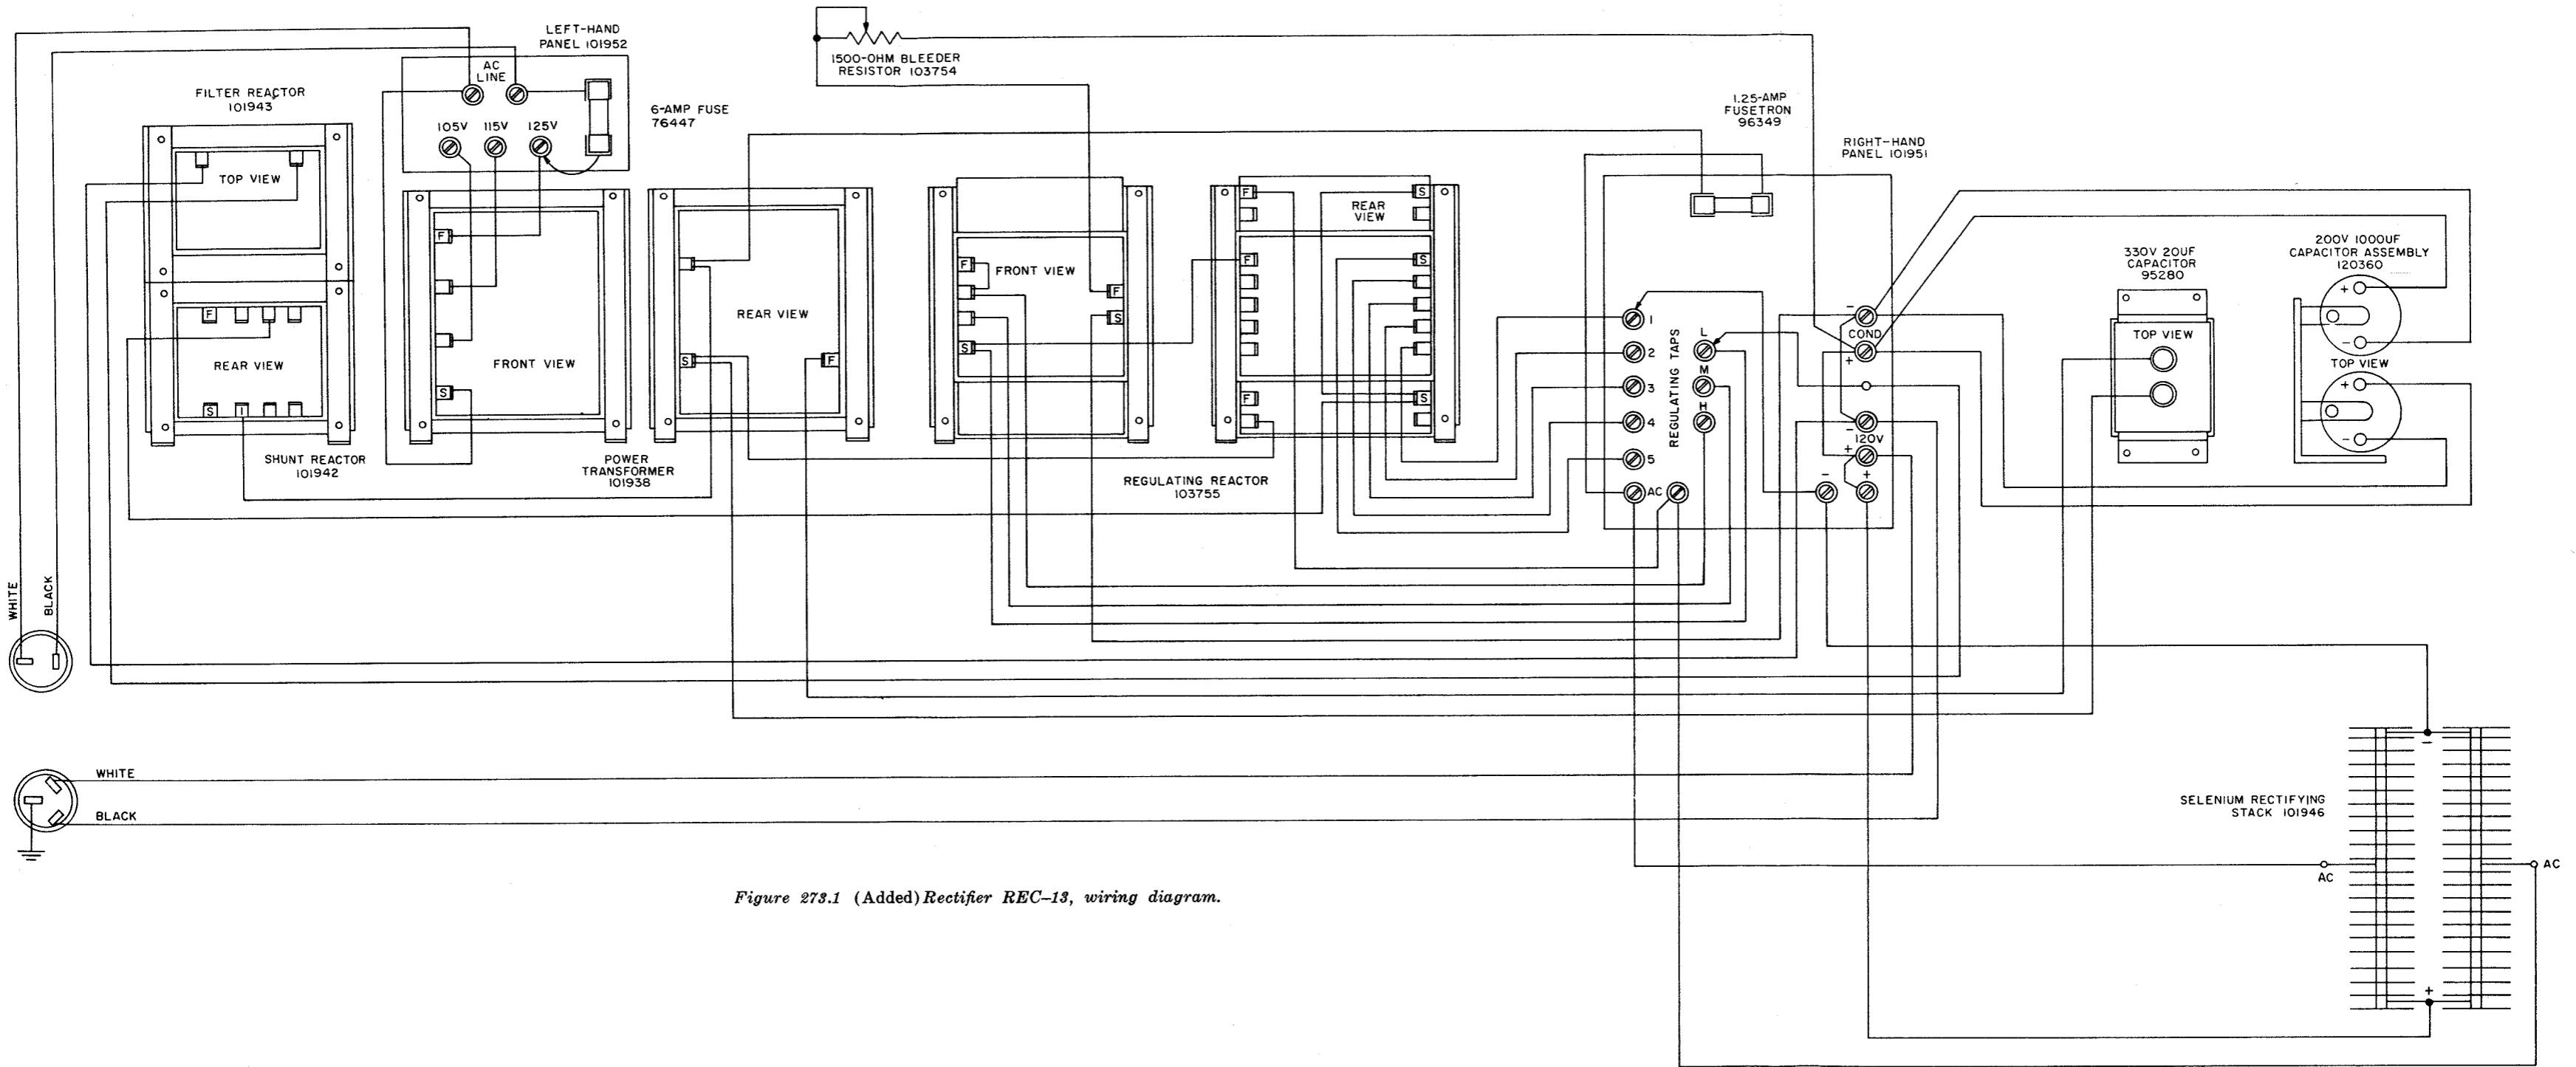 LEFT-HAND
PANEL 101952
AC
LINE
105V 115V 125V
6-AMP FUSE
76447
FILTER REACTOR
101943
TOP VIEW
F
REAR VIEW
S I
SHUNT REACTOR
101942
F
S
FRONT VIEW
POWER
TRANSFORMER
101938
REAR VIEW
S
F
1500-OHM BLEEDER
RESISTOR 103754
F
FRONT VIEW
S
F
S
REGULATING REACTOR
103755
F
REAR
VIEW
S
F
S
F
S
1.25-AMP
FUSETRON
96349
RIGHT-HAND
PANEL 101951
1
2
3
4
5
AC
REGULATING TAPS
L
M
H
-
COND
+
-
120V
+
-
+
330V 20UF
CAPACITOR
95280
TOP VIEW
200V 1000UF
CAPACITOR ASSEMBLY
120360
+
-
TOP VIEW
+
-
WHITE
BLACK
WHITE
BLACK
SELENIUM RECTIFYING
STACK 101946
-
AC
AC
+
Figure 273.1 (Added) Rectifier REC-13, wiring diagram.